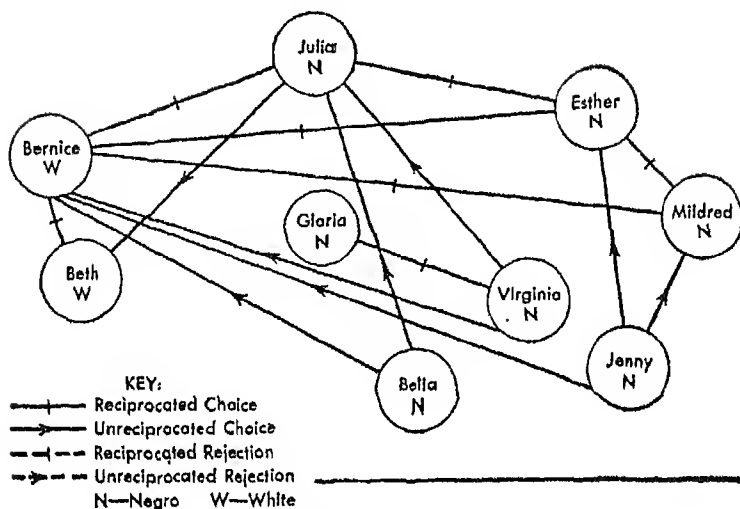 Julia
N
Esther
N
Bernice
W
Mildred
N
Gloria
N
Beth
W
Virginia
N
Jenny
N
Bella
N
KEY:
Reciprocated Choice
Unreciprocated Choice
Reciprocated Rejection
Unreciprocated Rejection
N—Negro W—White